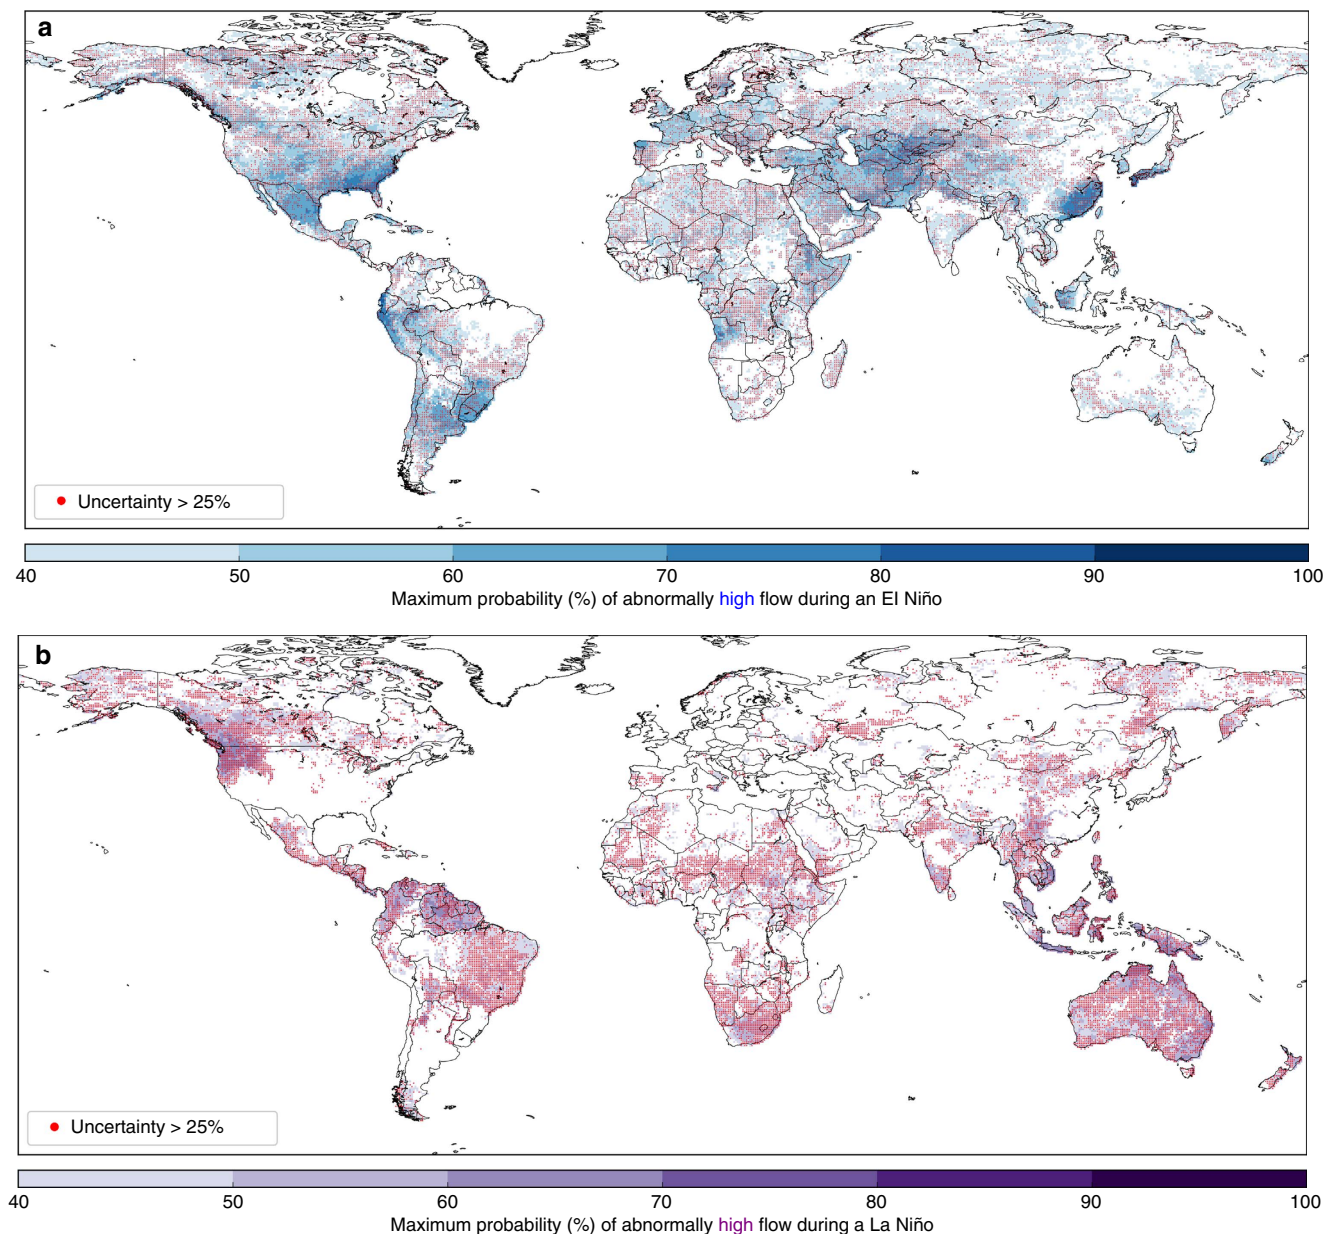 a
Uncertainty > 25%
40 50 60 70 80 90 100
Maximum probability (%) of abnormally high flow during an El Niño
b
Uncertainty > 25%
40 50 60 70 80 90 100
Maximum probability (%) of abnormally high flow during a La Niño